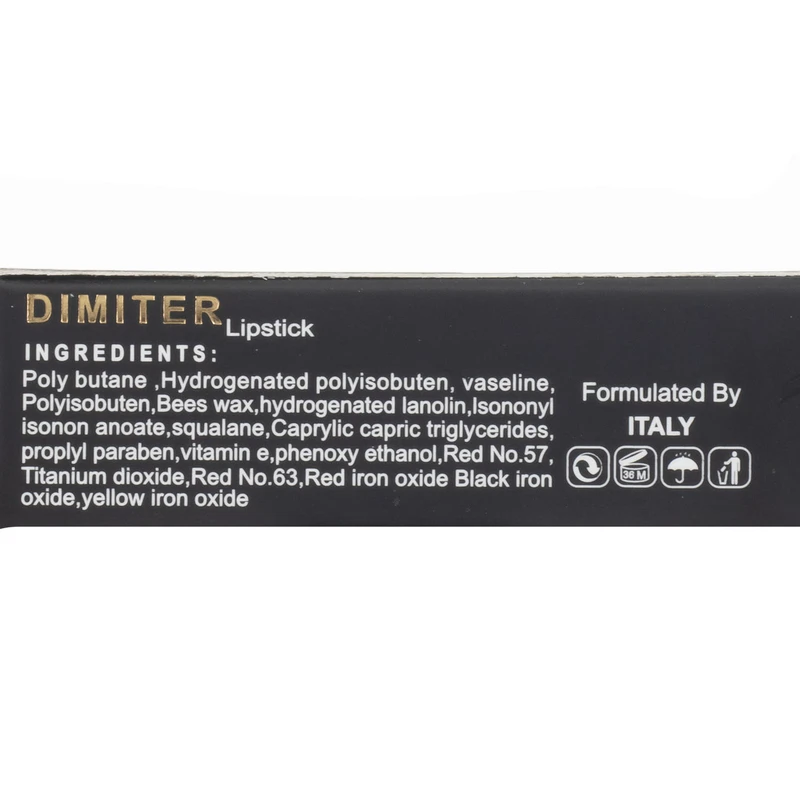 DIMITER Lipstick
INGREDIENTS:
Poly butane ,Hydrogenated polyisobuten, vaseline,
Polyisobuten,Bees wax,hydrogenated lanolin,Isononyl
isonon anoate,squalane,Caprylic capric triglycerides,
proplyl paraben,vitamin e,phenoxy ethanol,Red No.57,
Titanium dioxide,Red No.63,Red iron oxide Black iron
oxide,yellow iron oxide
Formulated By
ITALY
36 M